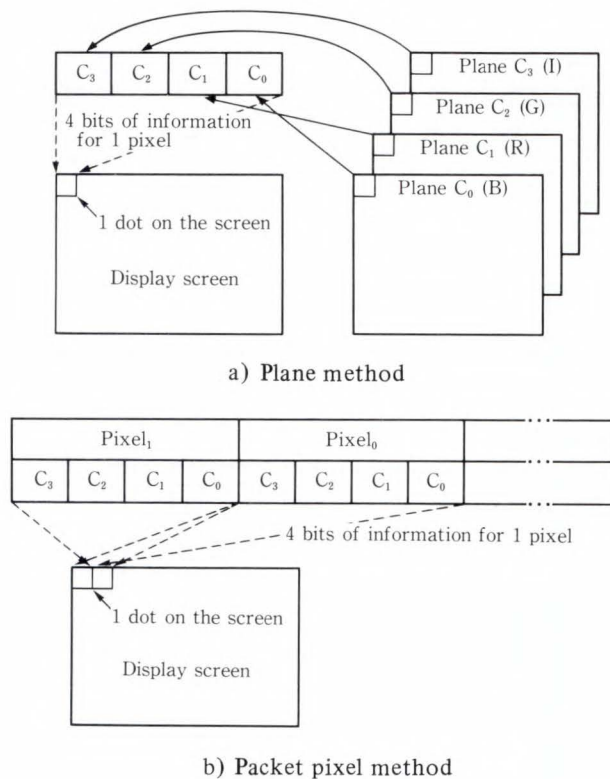 C₃ C₂ C₁ C₀
Plane C₃ (I)
Plane C₂ (G)
Plane C₁ (R)
Plane C₀ (B)
4 bits of information
for 1 pixel
1 dot on the screen
Display screen
a) Plane method
Pixel₁ Pixel₀ ...
C₃ C₂ C₁ C₀ C₃ C₂ C₁ C₀ ...
4 bits of information for 1 pixel
1 dot on the screen
Display screen
b) Packet pixel method